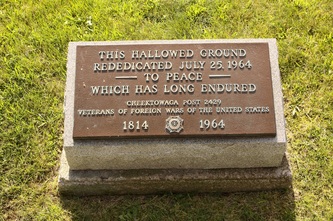 THIS HALLOWED GROUND
REDEDICATED JULY 25, 1964
— TO PEACE —
WHICH HAS LONG ENDURED
CHEEKTOWAGA POST 2429
VETERANS OF FOREIGN WARS OF THE UNITED STATES
1814 1964